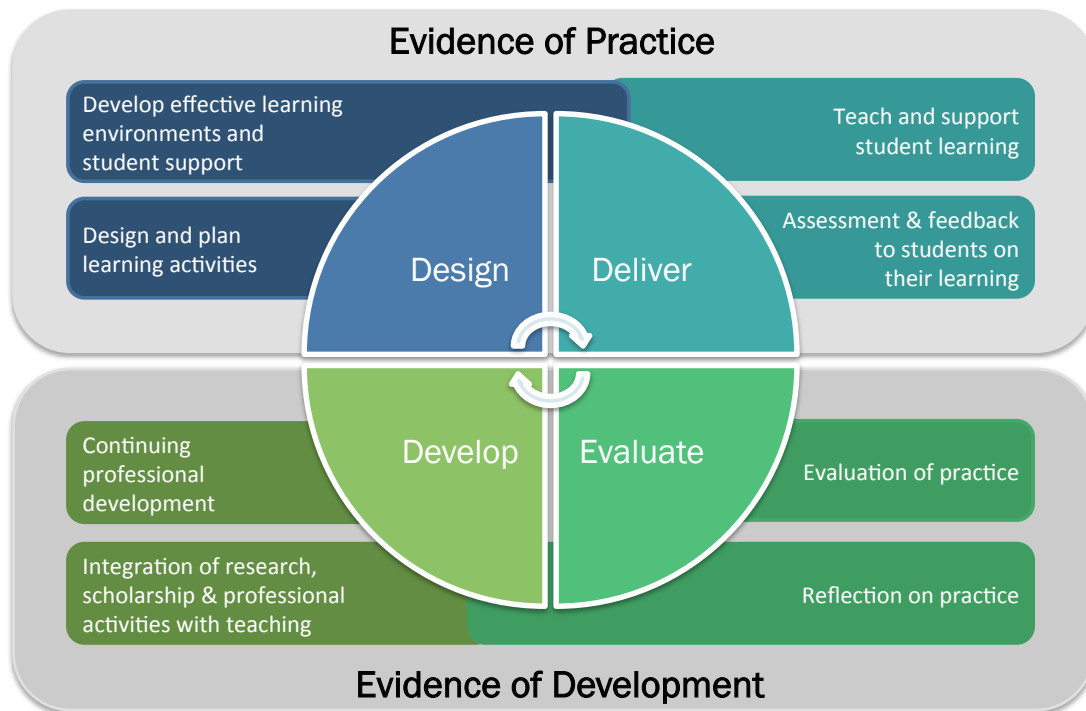 Evidence of Practice
Develop effective learning
environments and
student support
Teach and support
student learning
Design and plan
learning activities
Assessment & feedback
to students on
their learning
Design
Deliver
Develop
Evaluate
Continuing
professional
development
Evaluation of practice
Integration of research,
scholarship & professional
activities with teaching
Reflection on practice
Evidence of Development